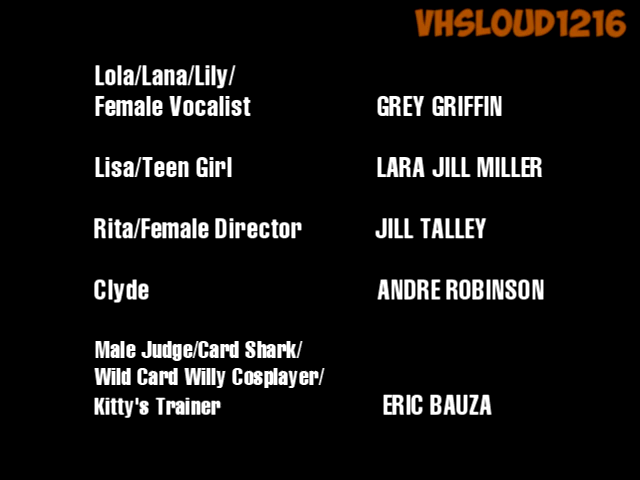 VHSLOUD1216
Lola/Lana/Lily/
Female Vocalist GREY GRIFFIN
Lisa/Teen Girl LARA JILL MILLER
Rita/Female Director JILL TALLEY
Clyde ANDRE ROBINSON
Male Judge/Card Shark/
Wild Card Willy Cosplayer/
Kitty's Trainer ERIC BAUZA